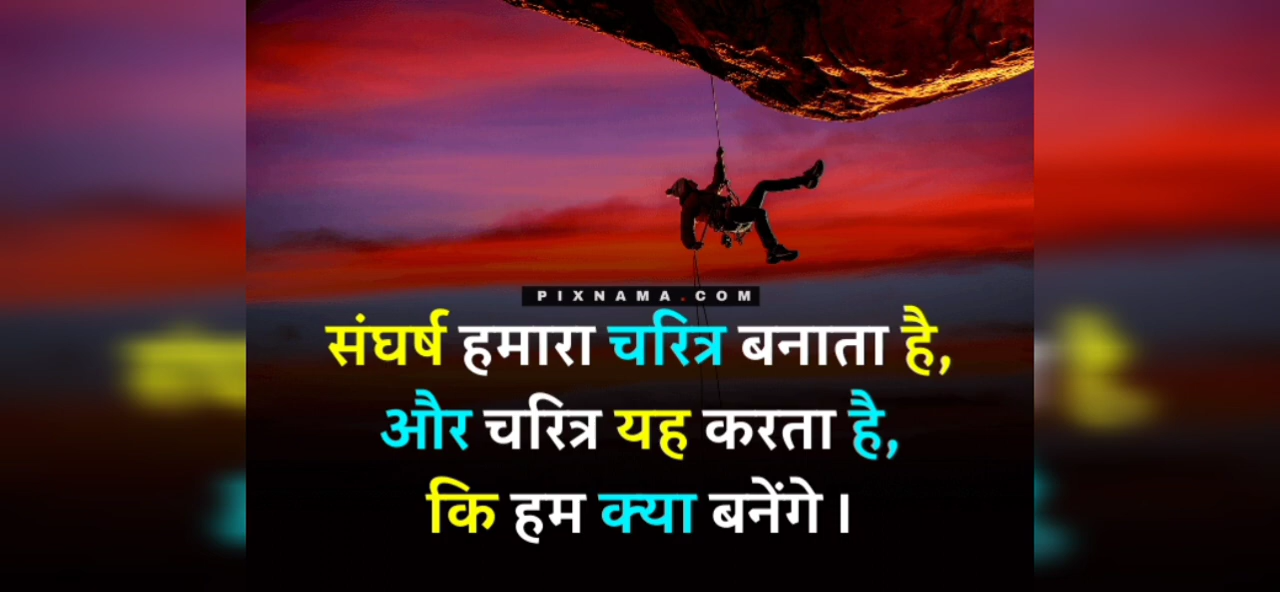 PIXNAMA.COM
संघर्ष हमारा चरित्र बनाता है,
और चरित्र यह करता है,
कि हम क्या बनेंगे।